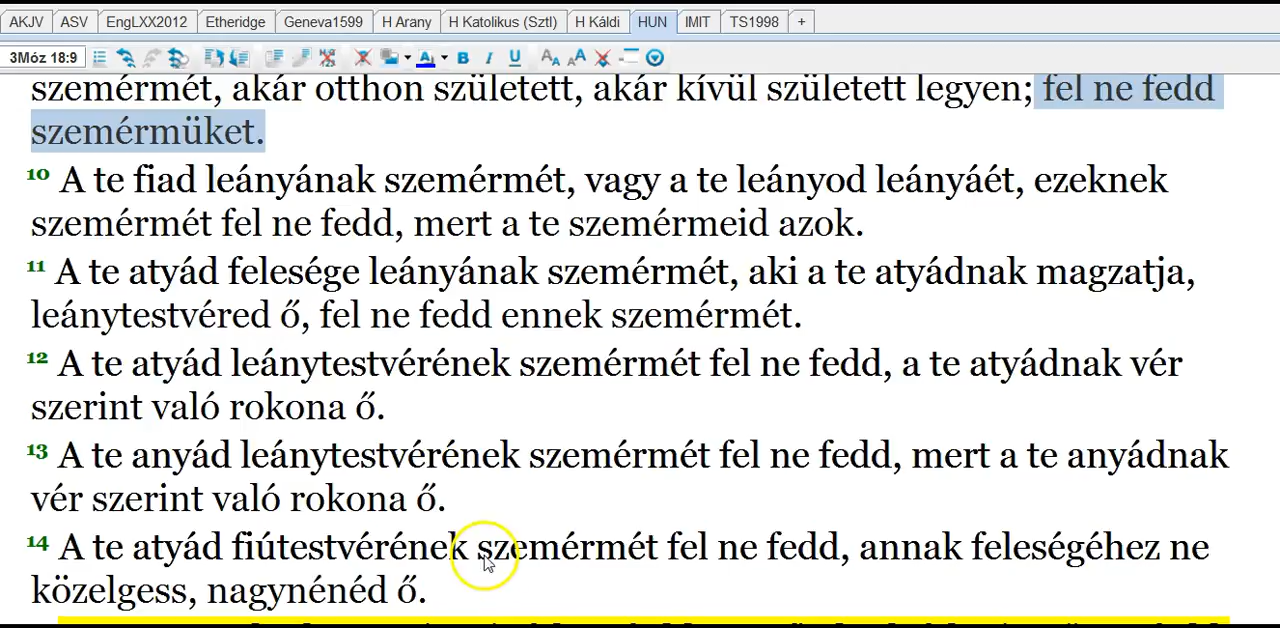 AKJV ASV EngLXX2012 Etheridge Geneva1599 H Arany H Katolikus (Sztl) H Káldi HUN IMIT TS1998 +
3Móz 18:9
szemérmét, akár otthon született, akár kívül született legyen; fel ne fedd
szemérmüket.
10 A te fiad leányának szemérmét, vagy a te leányod leányáét, ezeknek
szemérmét fel ne fedd, mert a te szemérmeid azok.
11 A te atyád felesége leányának szemérmét, aki a te atyádnak magzatja,
leánytestvéred ő, fel ne fedd ennek szemérmét.
12 A te atyád leánytestvérének szemérmét fel ne fedd, a te atyádnak vér
szerint való rokona ő.
13 A te anyád leánytestvérének szemérmét fel ne fedd, mert a te anyádnak
vér szerint való rokona ő.
14 A te atyád fiútestvérének szemérmét fel ne fedd, annak feleségéhez ne
közelgess, nagynénéd ő.